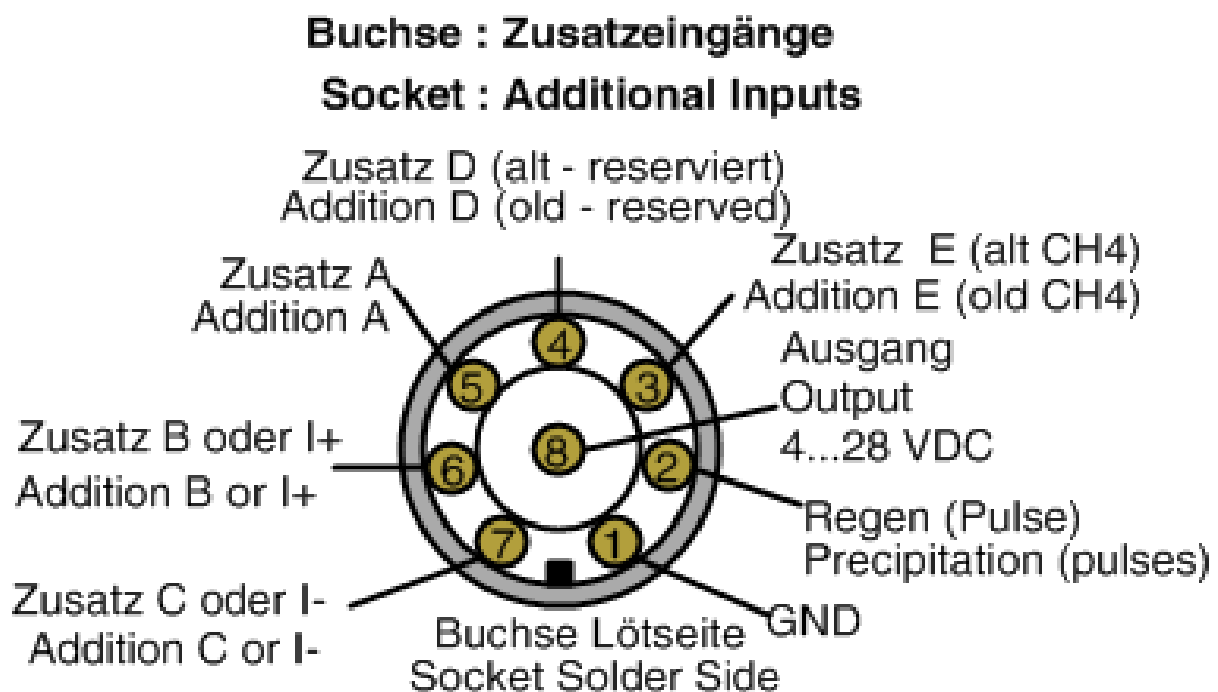 Buchse : Zusatzeingänge
Socket : Additional Inputs
Zusatz D (alt - reserviert)
Addition D (old - reserved)
Zusatz  E (alt CH4)
Addition E (old CH4)
Zusatz A
Addition A
Ausgang
Output
4...28 VDC
4
5
3
8
6
2
7
1
Zusatz B oder I+
Addition B or I+
Regen (Pulse)
Precipitation (pulses)
Zusatz C oder I-
Addition C or I-
GND
Buchse Lötseite
Socket Solder Side